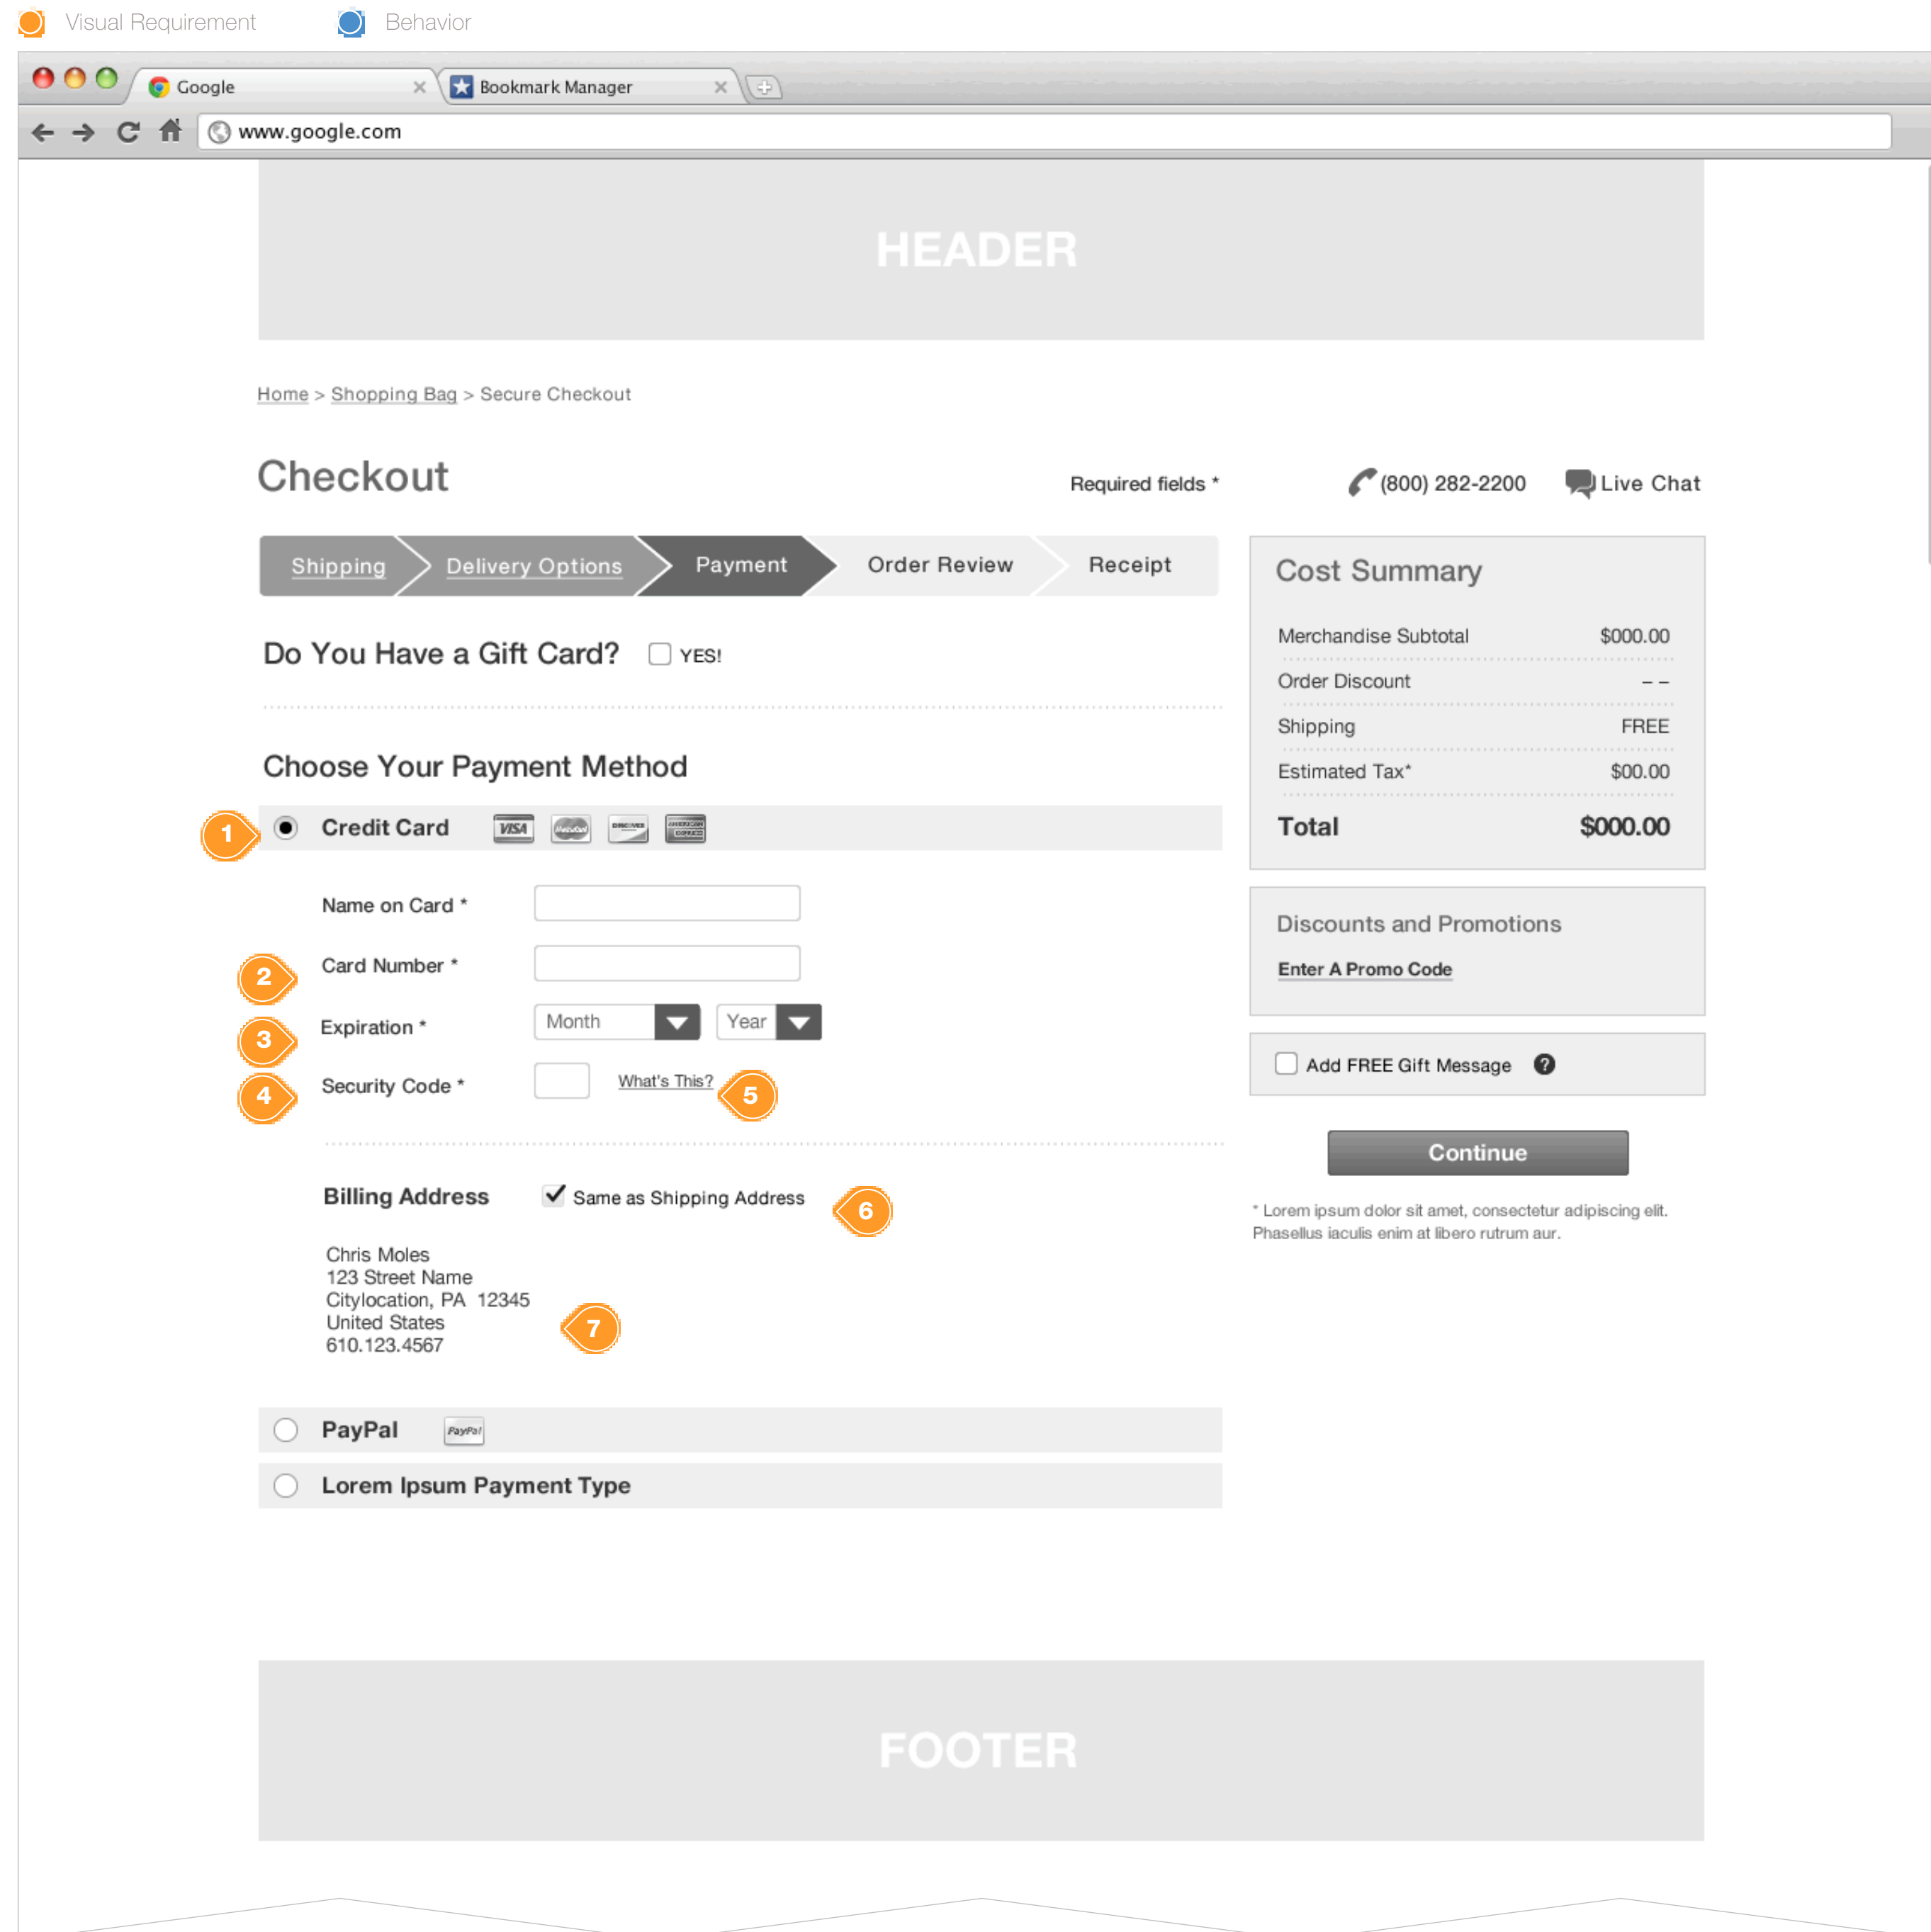 Visual Requirement Behavior
Google Bookmark Manager
www.google.com
HEADER
Home > Shopping Bag > Secure Checkout
Checkout Required fields * (800) 282-2200 Live Chat
Shipping Delivery Options Payment Order Review Receipt
Do You Have a Gift Card? YES!
Choose Your Payment Method
1 Credit Card VISA MasterCard DISCOVER AMERICAN EXPRESS
Name on Card *
2 Card Number *
3 Expiration * Month Year
4 Security Code * What's This? 5
Billing Address Same as Shipping Address 6
Chris Moles
123 Street Name
Citylocation, PA 12345
United States
610.123.4567
7
PayPal PayPal
Lorem Ipsum Payment Type
Cost Summary
Merchandise Subtotal $000.00
Order Discount – –
Shipping FREE
Estimated Tax* $00.00
Total $000.00
Discounts and Promotions
Enter A Promo Code
Add FREE Gift Message ?
Continue
* Lorem ipsum dolor sit amet, consectetur adipiscing elit.
Phasellus iaculis enim at libero rutrum aur.
FOOTER